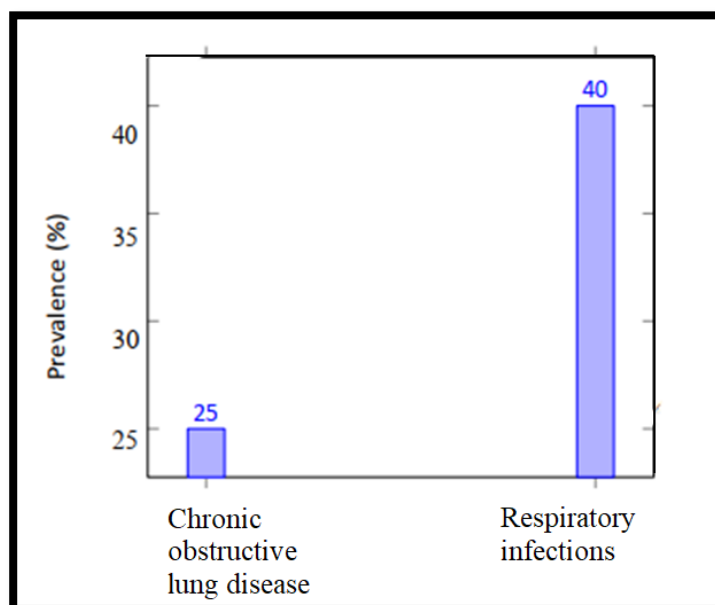 40
40
35
Prevalence (%)
30
25
25
Chronic
obstructive
lung disease
Respiratory
infections